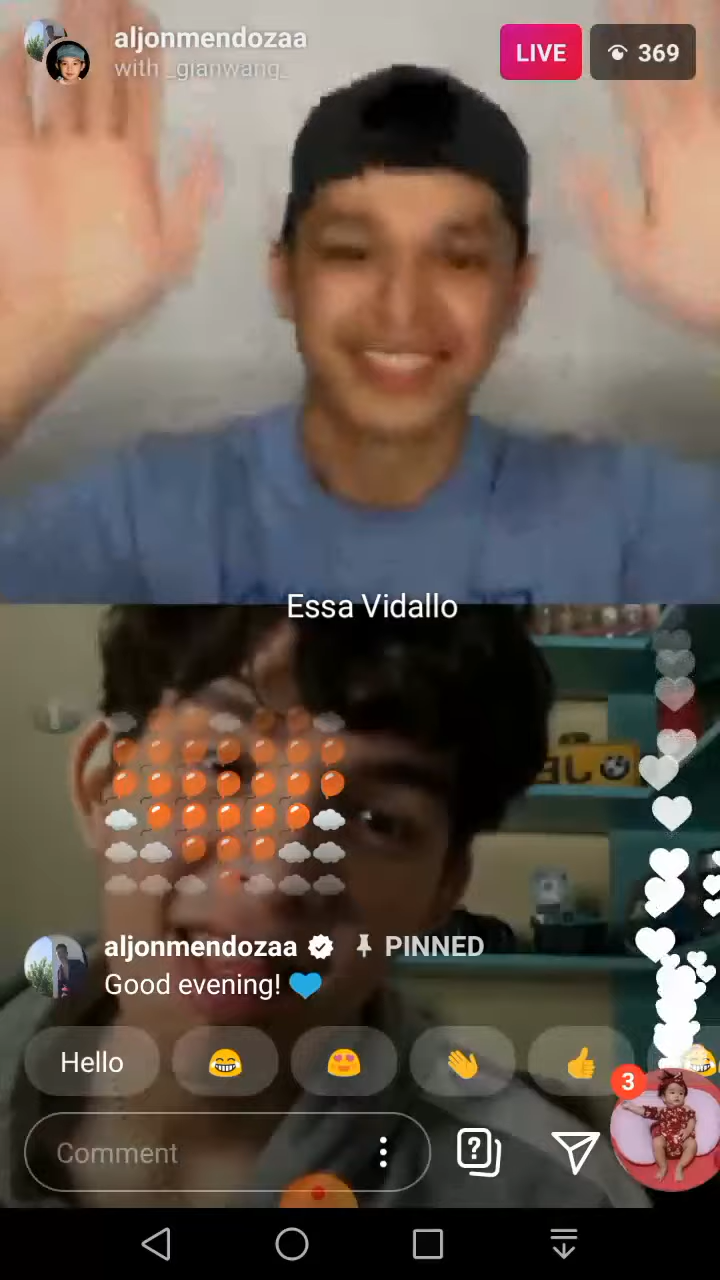 aljonmendozaa
with _gianwang_
LIVE
369
Essa Vidallo
aljonmendozaa PINNED
Good evening! 💙
Hello
😂 😍 👋 👍 😂
3
Comment